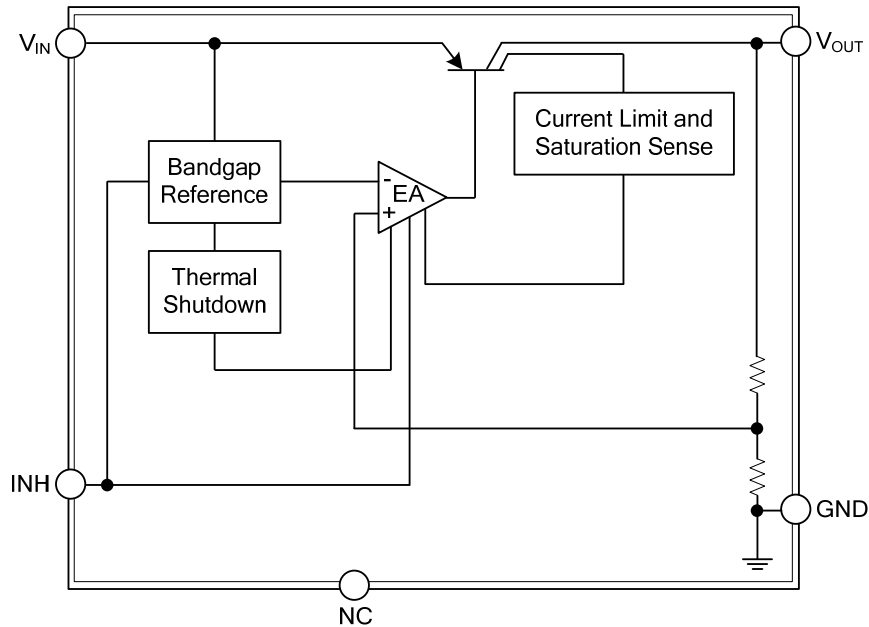 VIN
VOUT
Current Limit and
Saturation Sense
Bandgap
Reference
-
EA
+
Thermal
Shutdown
INH
GND
NC